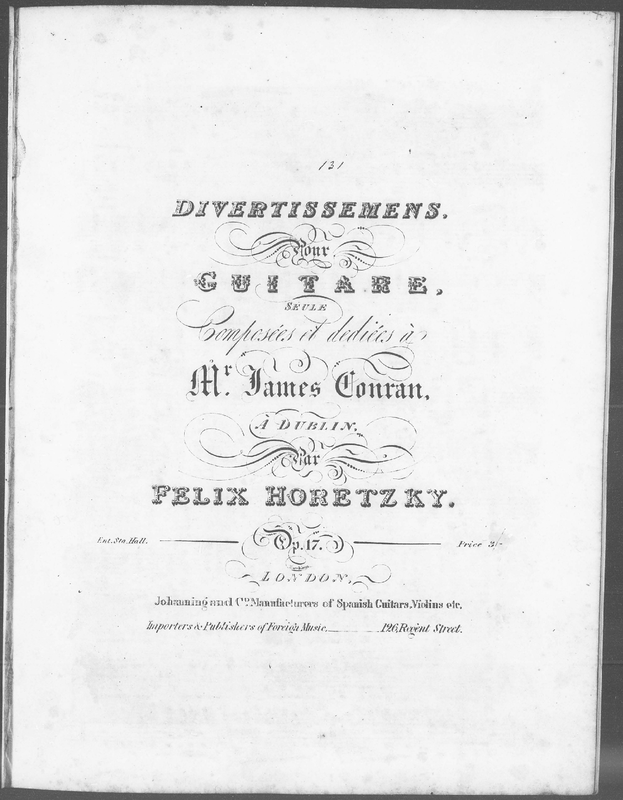 131
DIVERTISSEMENS.
Pour
GUITARE,
SEULE
Composées et dediées à
Mr. James Conran,
À DUBLIN,
Par
FELIX HORETZKY.
Ent. Sta. Hall. Op. 17. Price 3/-
LONDON,
Johanning and Co. Manufacturers of Spanish Guitars, Violins etc.
Importers & Publishers of Foreign Music, 126, Regent Street.